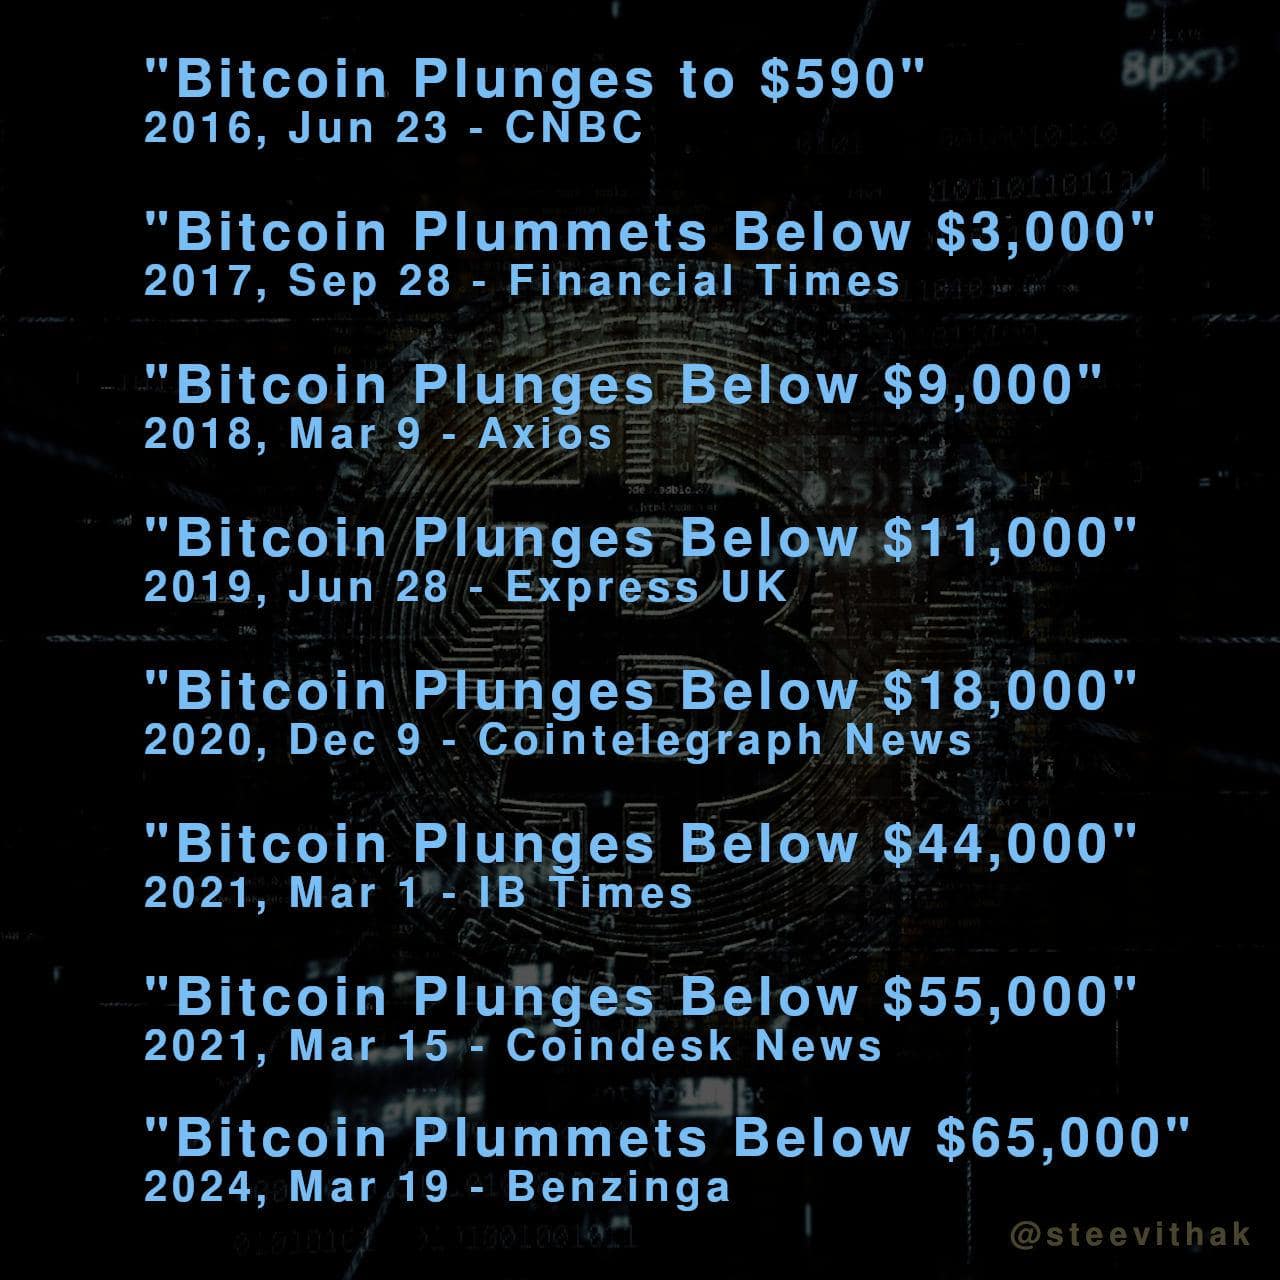 "Bitcoin Plunges to $590"
2016, Jun 23 - CNBC
"Bitcoin Plummets Below $3,000"
2017, Sep 28 - Financial Times
"Bitcoin Plunges Below $9,000"
2018, Mar 9 - Axios
"Bitcoin Plunges Below $11,000"
2019, Jun 28 - Express UK
"Bitcoin Plunges Below $18,000"
2020, Dec 9 - Cointelegraph News
"Bitcoin Plunges Below $44,000"
2021, Mar 1 - IB Times
"Bitcoin Plunges Below $55,000"
2021, Mar 15 - Coindesk News
"Bitcoin Plummets Below $65,000"
2024, Mar 19 - Benzinga
@steevithak